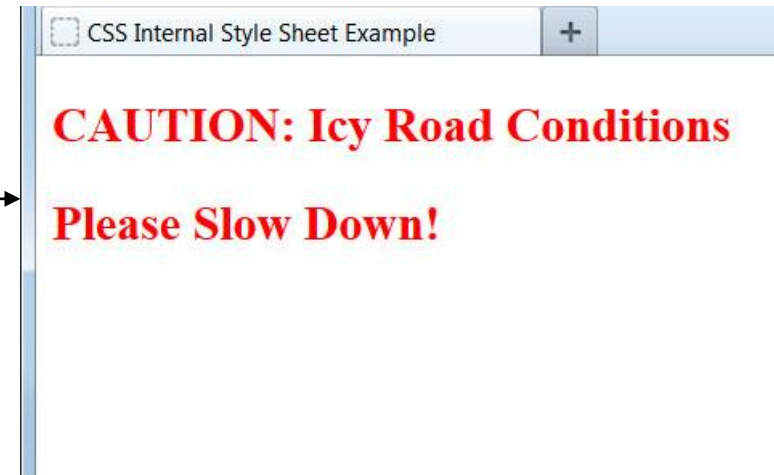 CSS Internal Style Sheet Example
CAUTION: Icy Road Conditions
Please Slow Down!